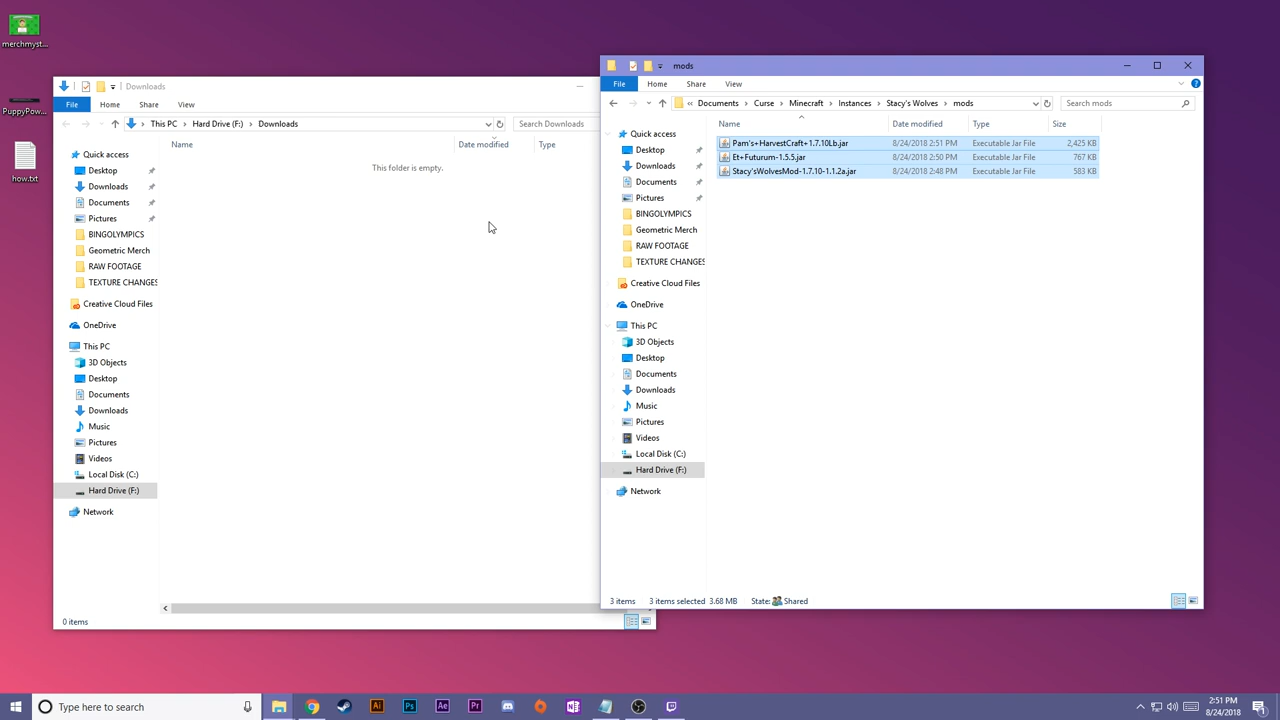 merchmyst...
PuppyPow...
how.txt
Downloads
File Home Share View
This PC Hard Drive (F:) Downloads
Search Downloads
Name Date modified Type
This folder is empty.
Quick access
Desktop
Downloads
Documents
Pictures
BINGOLYMPICS
Geometric Merch
RAW FOOTAGE
TEXTURE CHANGES
Creative Cloud Files
OneDrive
This PC
3D Objects
Desktop
Documents
Downloads
Music
Pictures
Videos
Local Disk (C:)
Hard Drive (F:)
Network
0 items
mods
File Home Share View
« Documents Curse Minecraft Instances Stacy's Wolves mods
Search mods
Name Date modified Type Size
Pam's+HarvestCraft+1.7.10Lb.jar 8/24/2018 2:51 PM Executable Jar File 2,425 KB
Et+Futurum-1.5.5.jar 8/24/2018 2:50 PM Executable Jar File 767 KB
Stacy'sWolvesMod-1.7.10-1.1.2a.jar 8/24/2018 2:48 PM Executable Jar File 583 KB
Quick access
Desktop
Downloads
Documents
Pictures
BINGOLYMPICS
Geometric Merch
RAW FOOTAGE
TEXTURE CHANGES
Creative Cloud Files
OneDrive
This PC
3D Objects
Desktop
Documents
Downloads
Music
Pictures
Videos
Local Disk (C:)
Hard Drive (F:)
Network
3 items 3 items selected 3.68 MB State: Shared
Type here to search
Ai Ps Ae Pr
2:51 PM
8/24/2018
1